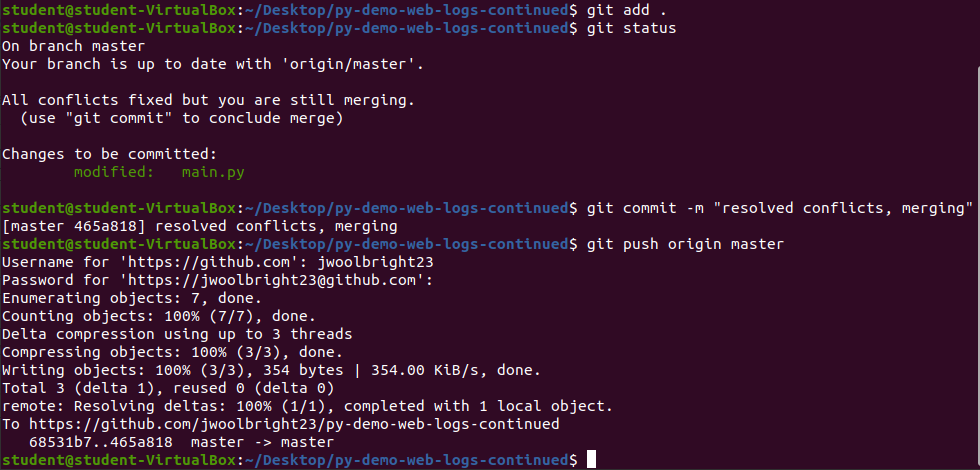 student@student-VirtualBox:~/Desktop/py-demo-web-logs-continued$ git add .
student@student-VirtualBox:~/Desktop/py-demo-web-logs-continued$ git status
On branch master
Your branch is up to date with 'origin/master'.
All conflicts fixed but you are still merging.
  (use "git commit" to conclude merge)
Changes to be committed:
        modified:   main.py
student@student-VirtualBox:~/Desktop/py-demo-web-logs-continued$ git commit -m "resolved conflicts, merging"
[master 465a818] resolved conflicts, merging
student@student-VirtualBox:~/Desktop/py-demo-web-logs-continued$ git push origin master
Username for 'https://github.com': jwoolbright23
Password for 'https://jwoolbright23@github.com':
Enumerating objects: 7, done.
Counting objects: 100% (7/7), done.
Delta compression using up to 3 threads
Compressing objects: 100% (3/3), done.
Writing objects: 100% (3/3), 354 bytes | 354.00 KiB/s, done.
Total 3 (delta 1), reused 0 (delta 0)
remote: Resolving deltas: 100% (1/1), completed with 1 local object.
To https://github.com/jwoolbright23/py-demo-web-logs-continued
   68531b7..465a818  master -> master
student@student-VirtualBox:~/Desktop/py-demo-web-logs-continued$